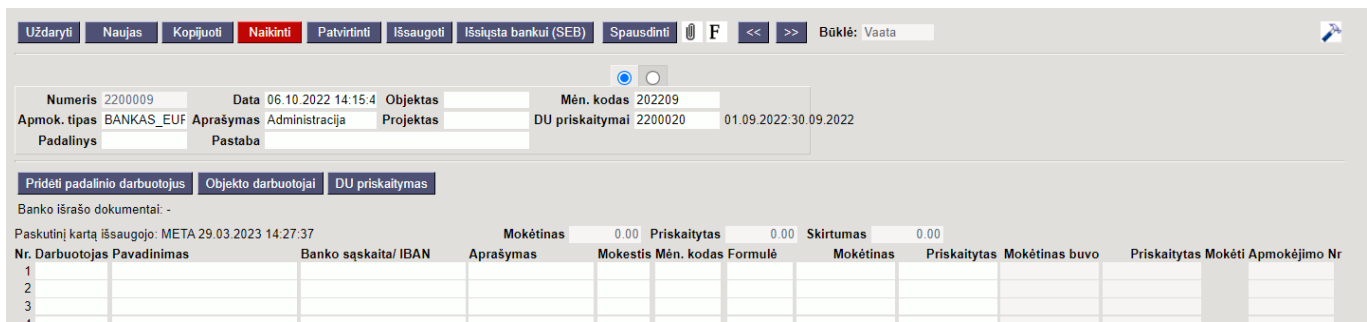 Uždaryti Naujas Kopijuoti Naikinti Patvirtinti Išsaugoti Išsiųsta bankui (SEB) Spausdinti F << >> Būklė: Vaata
Numeris 2200009 Data 06.10.2022 14:15:4 Objektas Mėn. kodas 202209
Apmok. tipas BANKAS_EUR Aprašymas Administracija Projektas DU priskaitymai 2200020 01.09.2022:30.09.2022
Padalinys Pastaba
Pridėti padalinio darbuotojus Objekto darbuotojai DU priskaitymas
Banko išrašo dokumentai: -
Paskutinį kartą išsaugojo: META 29.03.2023 14:27:37 Mokėtinas 0.00 Priskaitytas 0.00 Skirtumas 0.00
Nr. Darbuotojas Pavadinimas Banko sąskaita/ IBAN Aprašymas Mokestis Mėn. kodas Formulė Mokėtinas Priskaitytas Mokėtinas buvo Priskaitytas Mokėti Apmokėjimo Nr
1
2
3